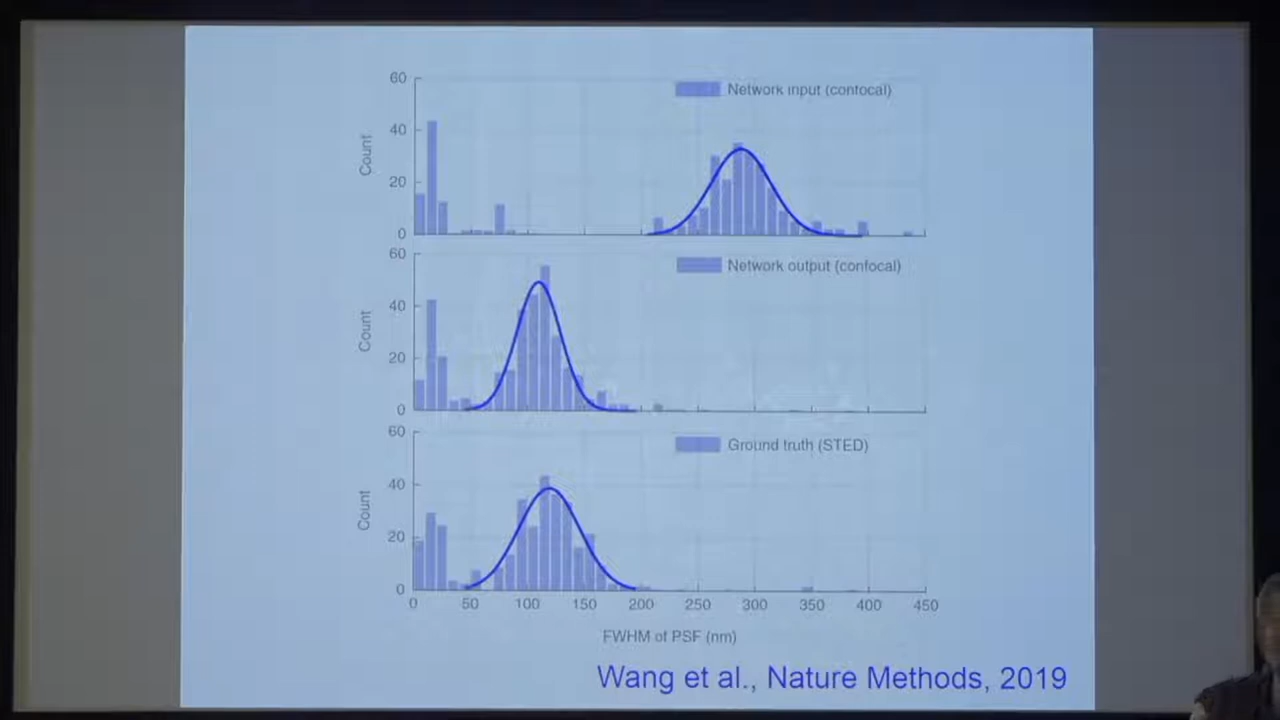 60
Network input (confocal)
40
Count
20
0
60
Network output (confocal)
40
Count
20
0
60
Ground truth (STED)
40
Count
20
0
0 50 100 150 200 250 300 350 400 450
FWHM of PSF (nm)
Wang et al., Nature Methods, 2019